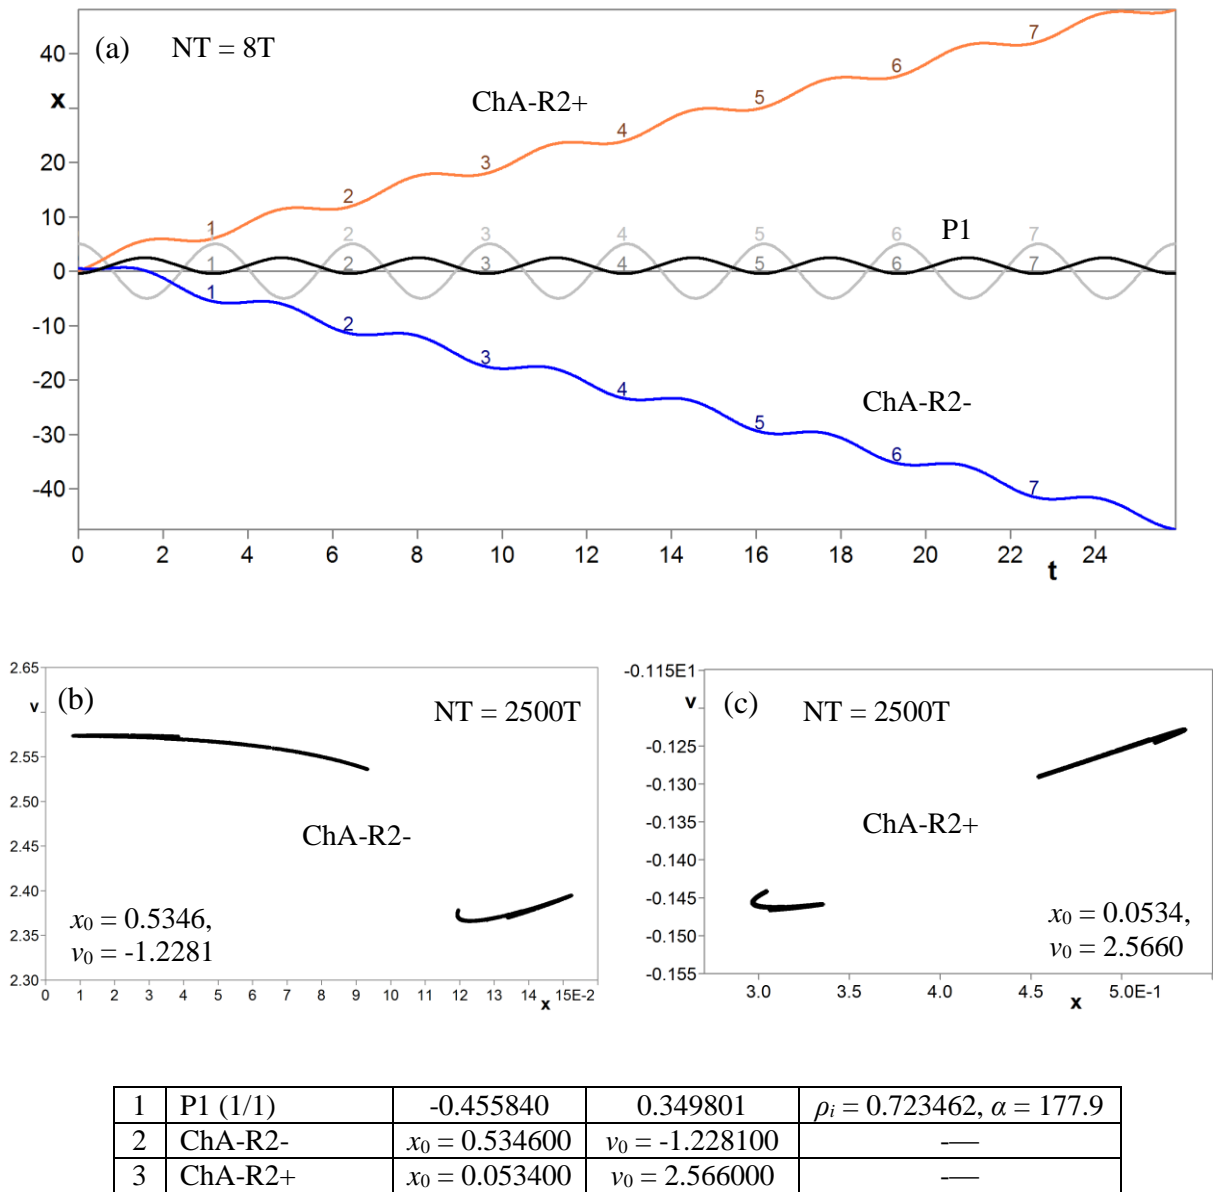 (a) NT = 8T
40
x
20
10
0
-10
-20
-30
-40
ChA-R2+
P1
ChA-R2-
1 2 3 4 5 6 7
1 2 3 4 5 6 7
1 2 3 4 5 6 7
1 2 3 4 5 6 7
0 2 4 6 8 10 12 14 16 18 20 22 24
t
(b) NT = 2500T
2.65
v
2.55
2.50
2.45
2.40
2.35
2.30
ChA-R2-
x0 = 0.5346,
v0 = -1.2281
0 1 2 3 4 5 6 7 8 9 10 11 12 13 14 x 15E-2
(c) NT = 2500T
-0.115E1
v
-0.125
-0.130
-0.135
-0.140
-0.145
-0.150
-0.155
ChA-R2+
x0 = 0.0534,
v0 = 2.5660
3.0 3.5 4.0 4.5 x 5.0E-1
1 P1 (1/1) -0.455840 0.349801 ρi = 0.723462, α = 177.9
2 ChA-R2- x0 = 0.534600 v0 = -1.228100 -—
3 ChA-R2+ x0 = 0.053400 v0 = 2.566000 -—